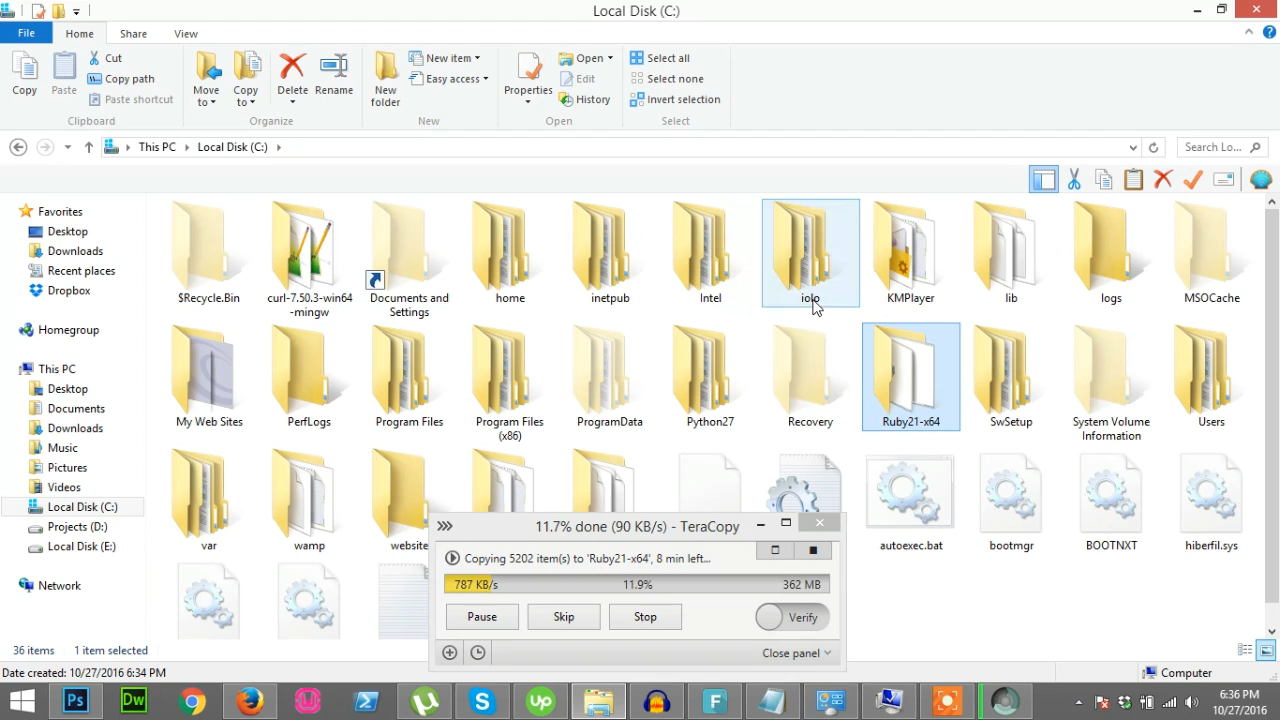 Local Disk (C:)
File
Home
Share
View
Copy
Paste
Cut
Copy path
Paste shortcut
Clipboard
Move to
Copy to
Delete
Rename
Organize
New folder
New item
Easy access
New
Properties
Open
Edit
History
Open
Select all
Select none
Invert selection
Select
This PC
Local Disk (C:)
Search Lo...
Favorites
Desktop
Downloads
Recent places
Dropbox
Homegroup
This PC
Desktop
Documents
Downloads
Music
Pictures
Videos
Local Disk (C:)
Projects (D:)
Local Disk (E:)
Network
$Recycle.Bin
curl-7.50.3-win64
-mingw
Documents and
Settings
home
inetpub
Intel
iolo
KMPlayer
lib
logs
MSOCache
My Web Sites
PerfLogs
Program Files
Program Files
(x86)
ProgramData
Python27
Recovery
Ruby21-x64
SwSetup
System Volume
Information
Users
var
wamp
website
autoexec.bat
bootmgr
BOOTNXT
hiberfil.sys
11.7% done (90 KB/s) - TeraCopy
Copying 5202 item(s) to 'Ruby21-x64', 8 min left...
787 KB/s
11.9%
362 MB
Pause
Skip
Stop
Verify
Close panel
36 items
1 item selected
Date created: 10/27/2016 6:34 PM
Computer
Ps
Dw
Up
F
6:36 PM
10/27/2016